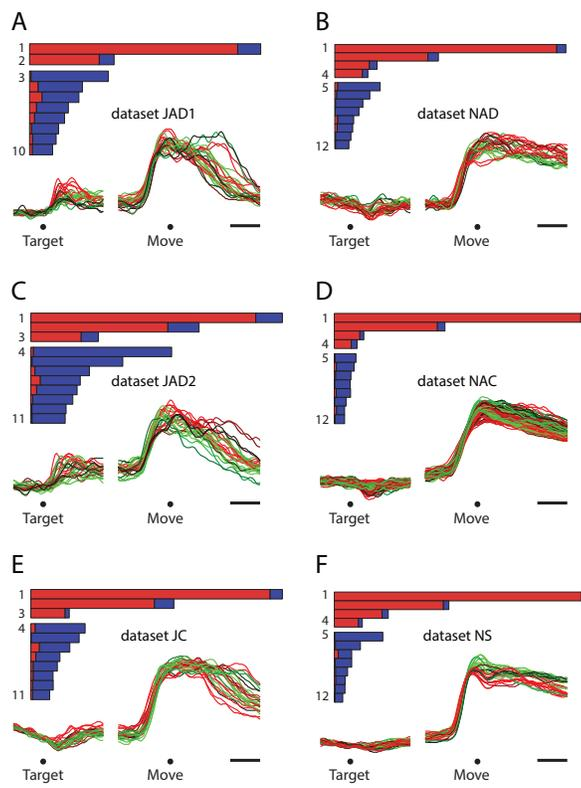 A
1
2
3
10
dataset JAD1
Target
Move
B
1
4
5
12
dataset NAD
Target
Move
C
1
3
4
11
dataset JAD2
Target
Move
D
1
4
5
12
dataset NAC
Target
Move
E
1
3
4
11
dataset JC
Target
Move
F
1
4
5
12
dataset NS
Target
Move